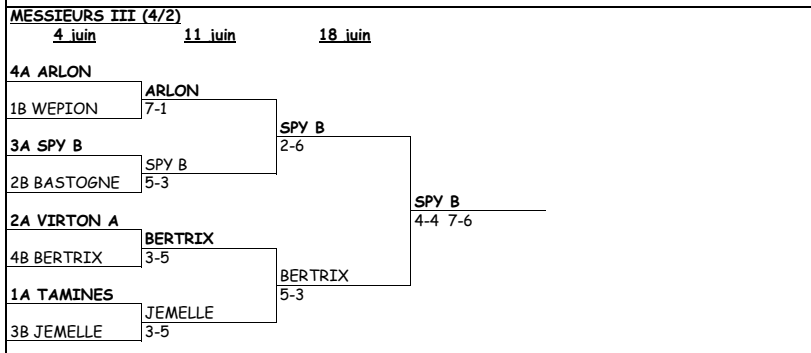 MESSIEURS III (4/2)
4 juin 11 juin 18 juin
4A ARLON
ARLON
1B WEPION 7-1
SPY B
3A SPY B 2-6
SPY B
2B BASTOGNE 5-3
SPY B
2A VIRTON A 4-4 7-6
BERTRIX
4B BERTRIX 3-5
BERTRIX
1A TAMINES 5-3
JEMELLE
3B JEMELLE 3-5